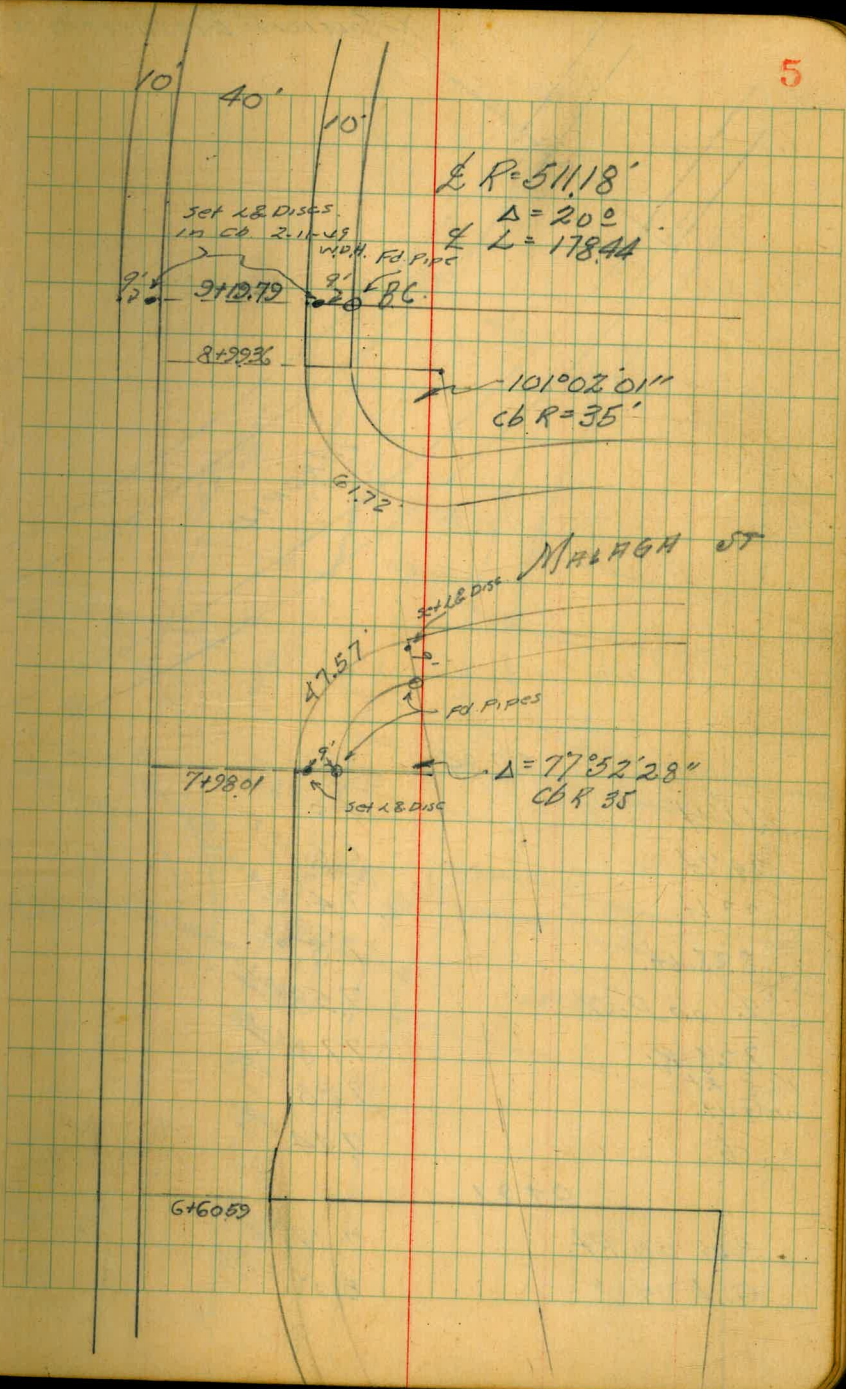 5
10'
40'
10'
℄ R=511.18'
Δ = 20°
℄ L = 178.44
Set L&Discs
in Cb. 2-11-49
W.D.H.
Fd. Pipe
9'
9+19.79
9'
B.C.
8+99.36
101°02'01"
Cb R=35'
61.72
MALAGA ST
Set L&Disc
47.57'
9'
Fd. Pipes
9'
7+98.01
Δ = 77°52'28"
Cb R 35
Set L&Disc
6+60.59